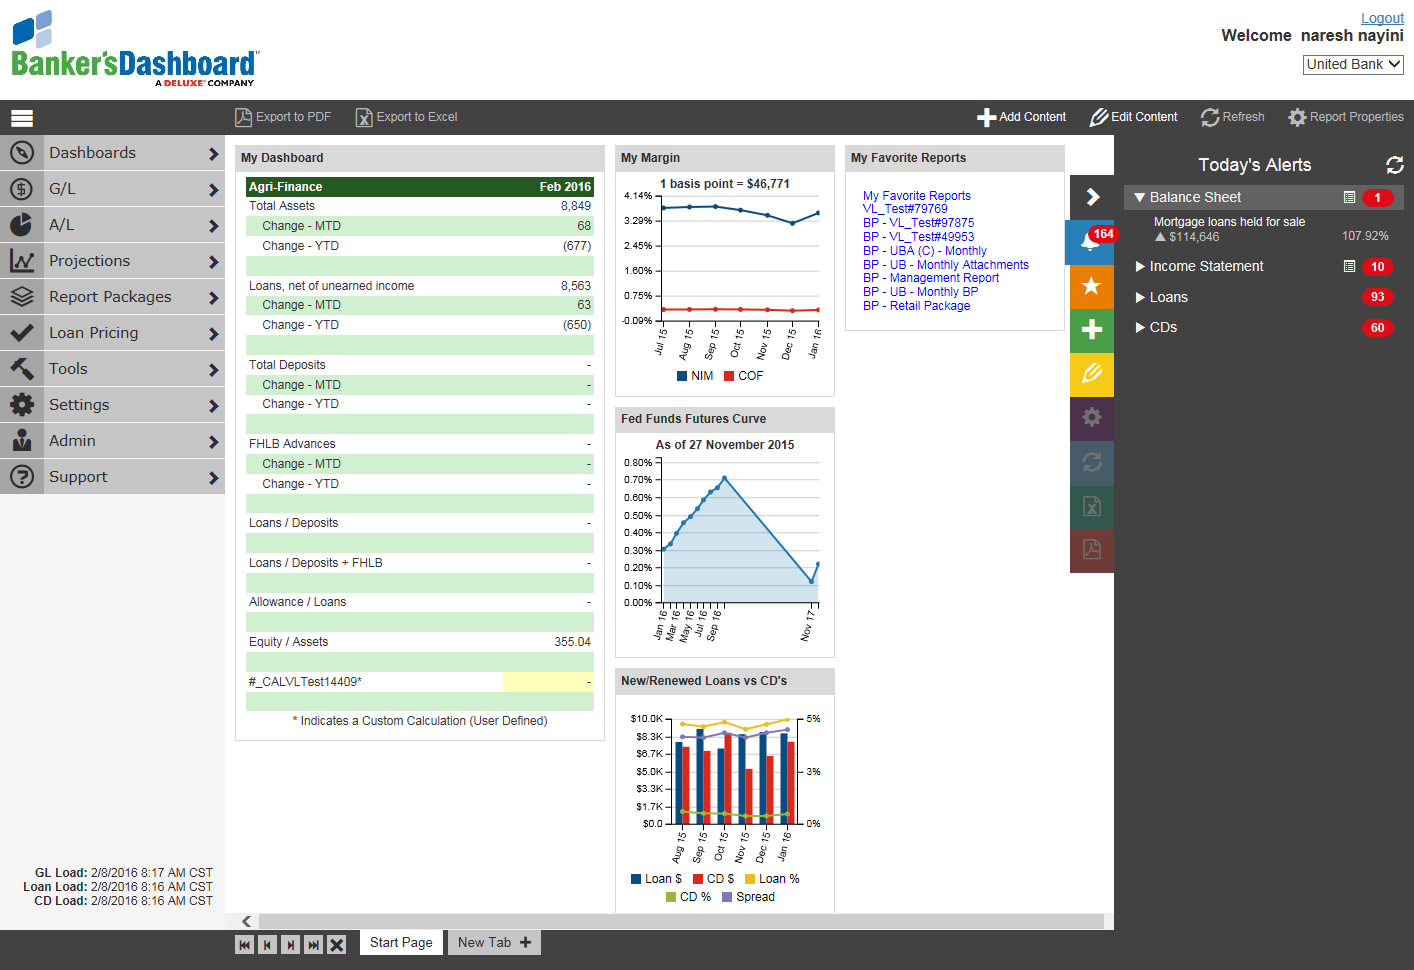 Banker'sDashboard
A DELUXE COMPANY
Logout
Welcome naresh nayini
United Bank
Export to PDF
Export to Excel
Add Content
Edit Content
Refresh
Report Properties
Dashboards
G/L
A/L
Projections
Report Packages
Loan Pricing
Tools
Settings
Admin
Support
GL Load: 2/8/2016 8:17 AM CST
Loan Load: 2/8/2016 8:16 AM CST
CD Load: 2/8/2016 8:16 AM CST
My Dashboard
Agri-Finance Feb 2016
Total Assets 8,849
Change - MTD 68
Change - YTD (677)
Loans, net of unearned income 8,563
Change - MTD 63
Change - YTD (650)
Total Deposits -
Change - MTD -
Change - YTD -
FHLB Advances -
Change - MTD -
Change - YTD -
Loans / Deposits -
Loans / Deposits + FHLB -
Allowance / Loans -
Equity / Assets 355.04
#_CALVLTest14409* -
* Indicates a Custom Calculation (User Defined)
My Margin
1 basis point = $46,771
4.14%
3.29%
2.45%
1.60%
0.75%
-0.09%
Jul 15
Aug 15
Sep 15
Oct 15
Nov 15
Dec 15
Jan 16
NIM COF
Fed Funds Futures Curve
As of 27 November 2015
0.80%
0.70%
0.60%
0.50%
0.40%
0.30%
0.20%
0.10%
0.00%
Jan 16
Mar 16
May 16
Jul 16
Sep 16
Nov 17
New/Renewed Loans vs CD's
$10.0K
$8.3K
$6.7K
$5.0K
$3.3K
$1.7K
$0.0
5%
3%
0%
Aug 15
Sep 15
Oct 15
Nov 15
Dec 15
Jan 16
Loan $ CD $ Loan %
CD % Spread
My Favorite Reports
My Favorite Reports
VL_Test#79769
BP - VL_Test#97875
BP - VL_Test#49953
BP - UBA (C) - Monthly
BP - UB - Monthly Attachments
BP - Management Report
BP - UB - Monthly BP
BP - Retail Package
164
Today's Alerts
Balance Sheet 1
Mortgage loans held for sale
$114,646 107.92%
Income Statement 10
Loans 93
CDs 60
Start Page
New Tab